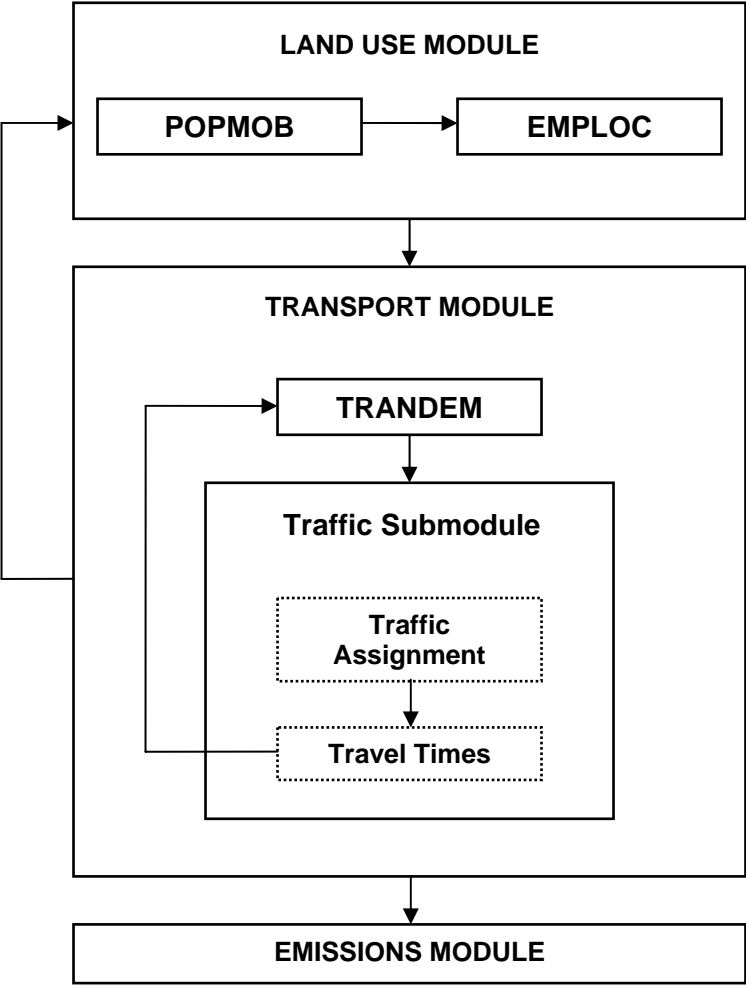 LAND USE MODULE
POPMOB
EMPLOC
TRANSPORT MODULE
TRANDEM
Traffic Submodule
Traffic
Assignment
Travel Times
EMISSIONS MODULE